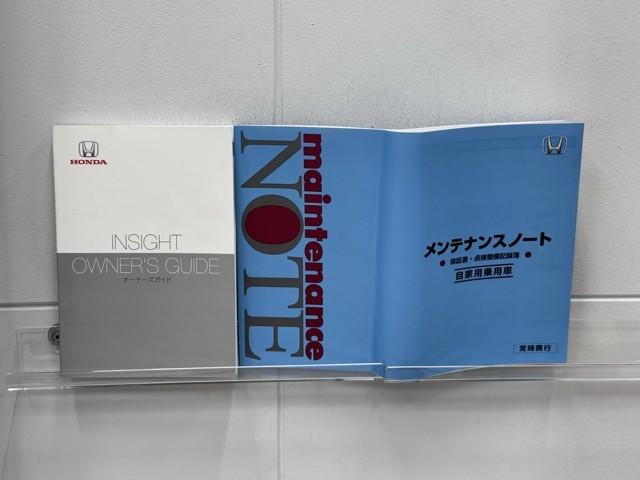 HONDA
INSIGHT
OWNER'S GUIDE
オーナーズガイド
maintenance
NOTE
メンテナンスノート
● 保証書・点検整備記録簿 ●
自家用乗用車
常時携行